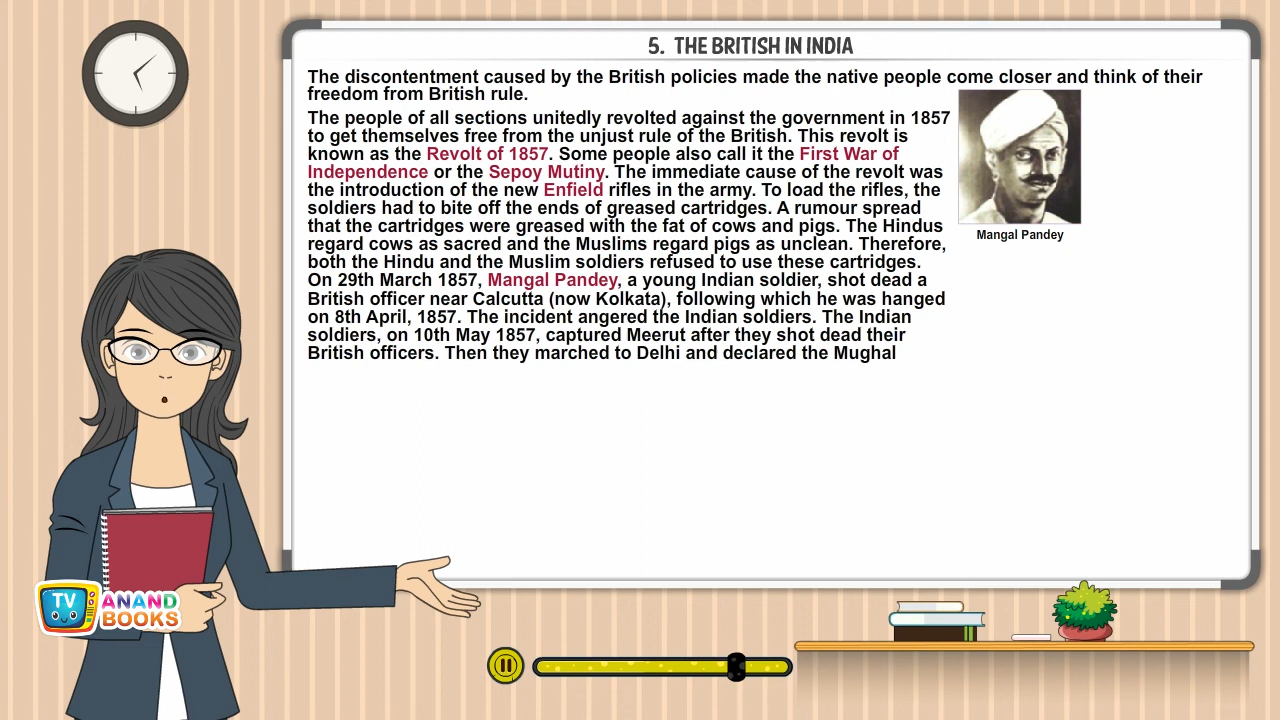 5. THE BRITISH IN INDIA
The discontentment caused by the British policies made the native people come closer and think of their
freedom from British rule.
The people of all sections unitedly revolted against the government in 1857
to get themselves free from the unjust rule of the British. This revolt is
known as the Revolt of 1857. Some people also call it the First War of
Independence or the Sepoy Mutiny. The immediate cause of the revolt was
the introduction of the new Enfield rifles in the army. To load the rifles, the
soldiers had to bite off the ends of greased cartridges. A rumour spread
that the cartridges were greased with the fat of cows and pigs. The Hindus
regard cows as sacred and the Muslims regard pigs as unclean. Therefore,
both the Hindu and the Muslim soldiers refused to use these cartridges.
On 29th March 1857, Mangal Pandey, a young Indian soldier, shot dead a
British officer near Calcutta (now Kolkata), following which he was hanged
on 8th April, 1857. The incident angered the Indian soldiers. The Indian
soldiers, on 10th May 1857, captured Meerut after they shot dead their
British officers. Then they marched to Delhi and declared the Mughal
Mangal Pandey
TV
ANAND
BOOKS